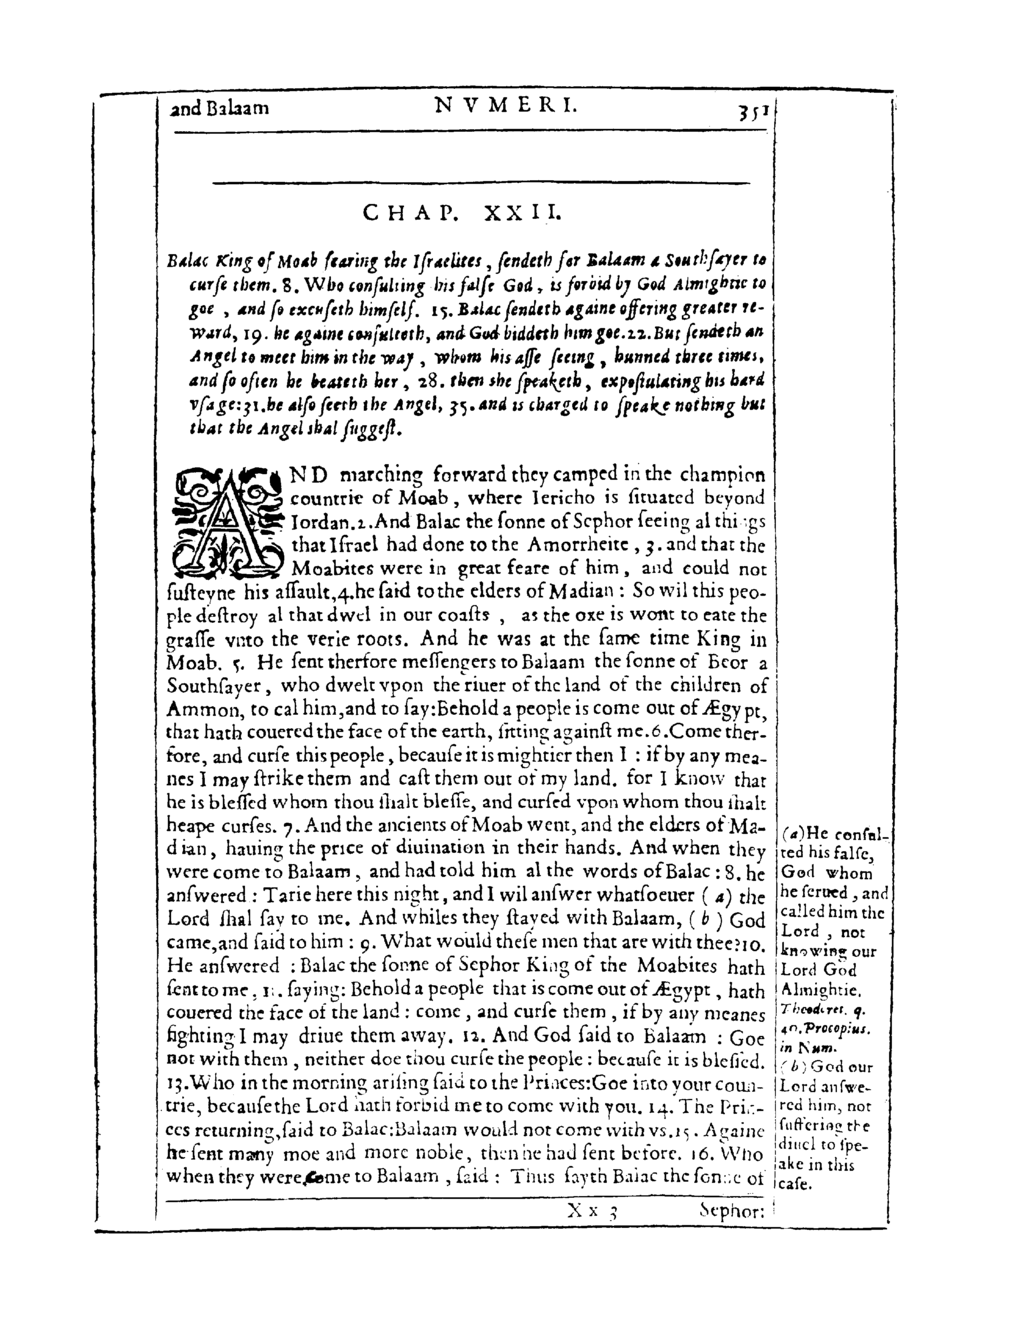 and Balaam NVMERI. 351
CHAP. XXII.
Balac King of Moab fearing the Iſraelites, ſendeth for Balaam a Southſayer to
curſe them. 8. Who conſulting his falſe God, is forbid by God Almightie to
goe, and ſo excuſeth himſelf. 15. Balac ſendeth againe offering greater re-
ward, 19. he againe conſulteth, and God biddeth him goe. 22. But ſendeth an
Angel to meet him in the way, whom his aſſe ſeeing, hunned three times,
and ſo often he beateth her, 28. then she ſpeaketh, expoſtulating his hard
vſage: 31. he alſo ſeeth the Angel, 35. and is charged to ſpeake nothing but
that the Angel shal ſuggeſt.
AND marching forward they camped in the champion
countrie of Moab, where Iericho is ſituated beyond
Iordan. 2. And Balac the ſonne of Sephor ſeeing al things
that Iſrael had done to the Amorrheite, 3. and that the
Moabites were in great feare of him, and could not
ſuſteyne his aſſault, 4. he ſaid to the elders of Madian: So wil this peo-
ple deſtroy al that dwel in our coaſts, as the oxe is wont to eate the
graſſe vnto the verie roots. And he was at the ſame time King in
Moab. 5. He ſent therfore meſſengers to Balaam the ſonne of Beor a
Southſayer, who dwelt vpon the riuer of the land of the children of
Ammon, to cal him, and to ſay: Behold a people is come out of Ægypt,
that hath couered the face of the earth, ſitting againſt me. 6. Come ther-
fore, and curſe this people, becauſe it is mightier then I: if by any mea-
nes I may ſtrike them and caſt them out of my land. for I know that
he is bleſſed whom thou ſhalt bleſſe, and curſed vpon whom thou ſhalt
heape curſes. 7. And the ancients of Moab went, and the elders of Ma-
dian, hauing the price of diuination in their hands. And when they
were come to Balaam, and had told him al the words of Balac: 8. he
anſwered: Tarie here this night, and I wil anſwer whatſoeuer (a) the
Lord ſhal ſay to me. And whiles they ſtayed with Balaam, (b) God
came, and ſaid to him: 9. What would theſe men that are with thee? 10.
He anſwered: Balac the ſonne of Sephor King of the Moabites hath
ſent to me, 11. ſaying: Behold a people that is come out of Ægypt, hath
couered the face of the land: come, and curſe them, if by any meanes
fighting I may driue them away. 12. And God ſaid to Balaam: Goe
not with them, neither doe thou curſe the people: becauſe it is bleſſed.
13. Who in the morning ariſing ſaid to the Princes: Goe into your coun-
trie, becauſe the Lord hath forbid me to come with you. 14. The Prin-
ces returning, ſaid to Balac: Balaam would not come with vs. 15. Againe
he ſent many moe and more noble, then he had ſent before. 16. Who
when they were come to Balaam, ſaid: Thus ſayth Balac the ſonne of
X x 3 Sephor:
(a) He conſul-
ted his falſe,
God whom
he ſerued, and
called him the
Lord, not
knowing our
Lord God
Almightie.
Theodoret. q.
40. Procopius.
in Num.
(b) God our
Lord anſwe-
red him, not
ſuffering the
diuel to ſpe-
ake in this
caſe.